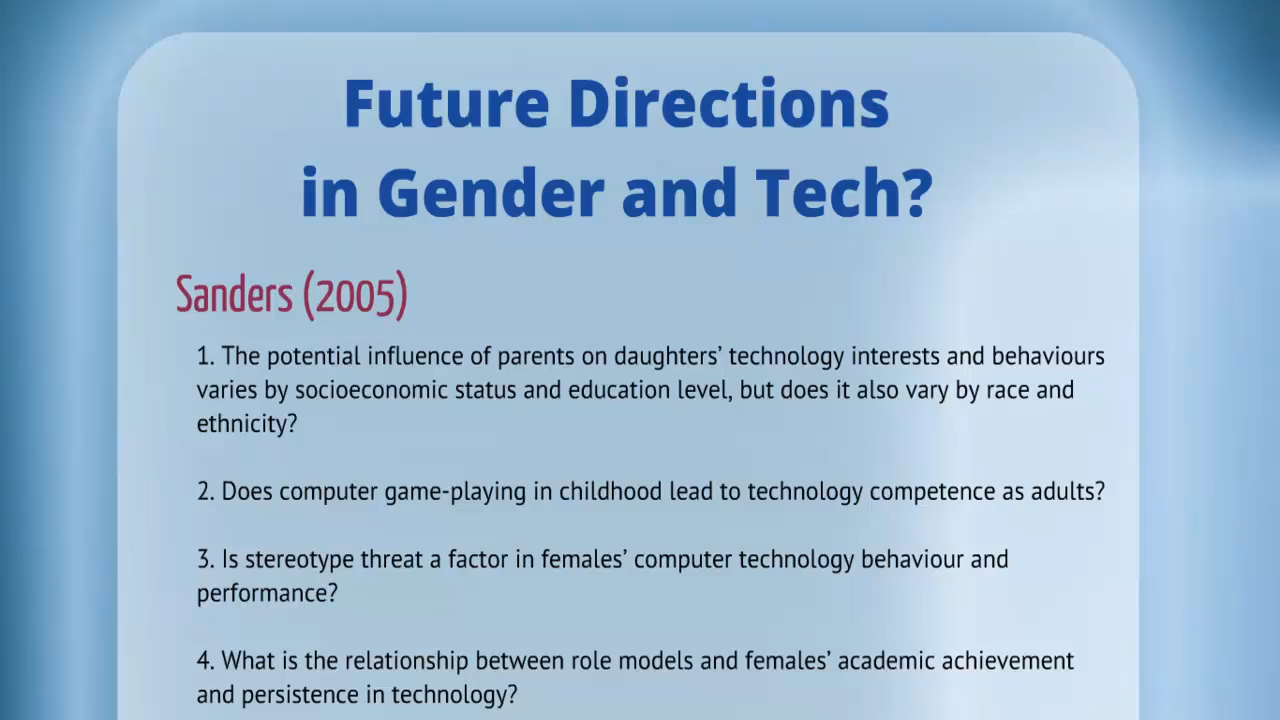 Future Directions
in Gender and Tech?
Sanders (2005)
1. The potential influence of parents on daughters’ technology interests and behaviours
varies by socioeconomic status and education level, but does it also vary by race and
ethnicity?
2. Does computer game-playing in childhood lead to technology competence as adults?
3. Is stereotype threat a factor in females’ computer technology behaviour and
performance?
4. What is the relationship between role models and females’ academic achievement
and persistence in technology?